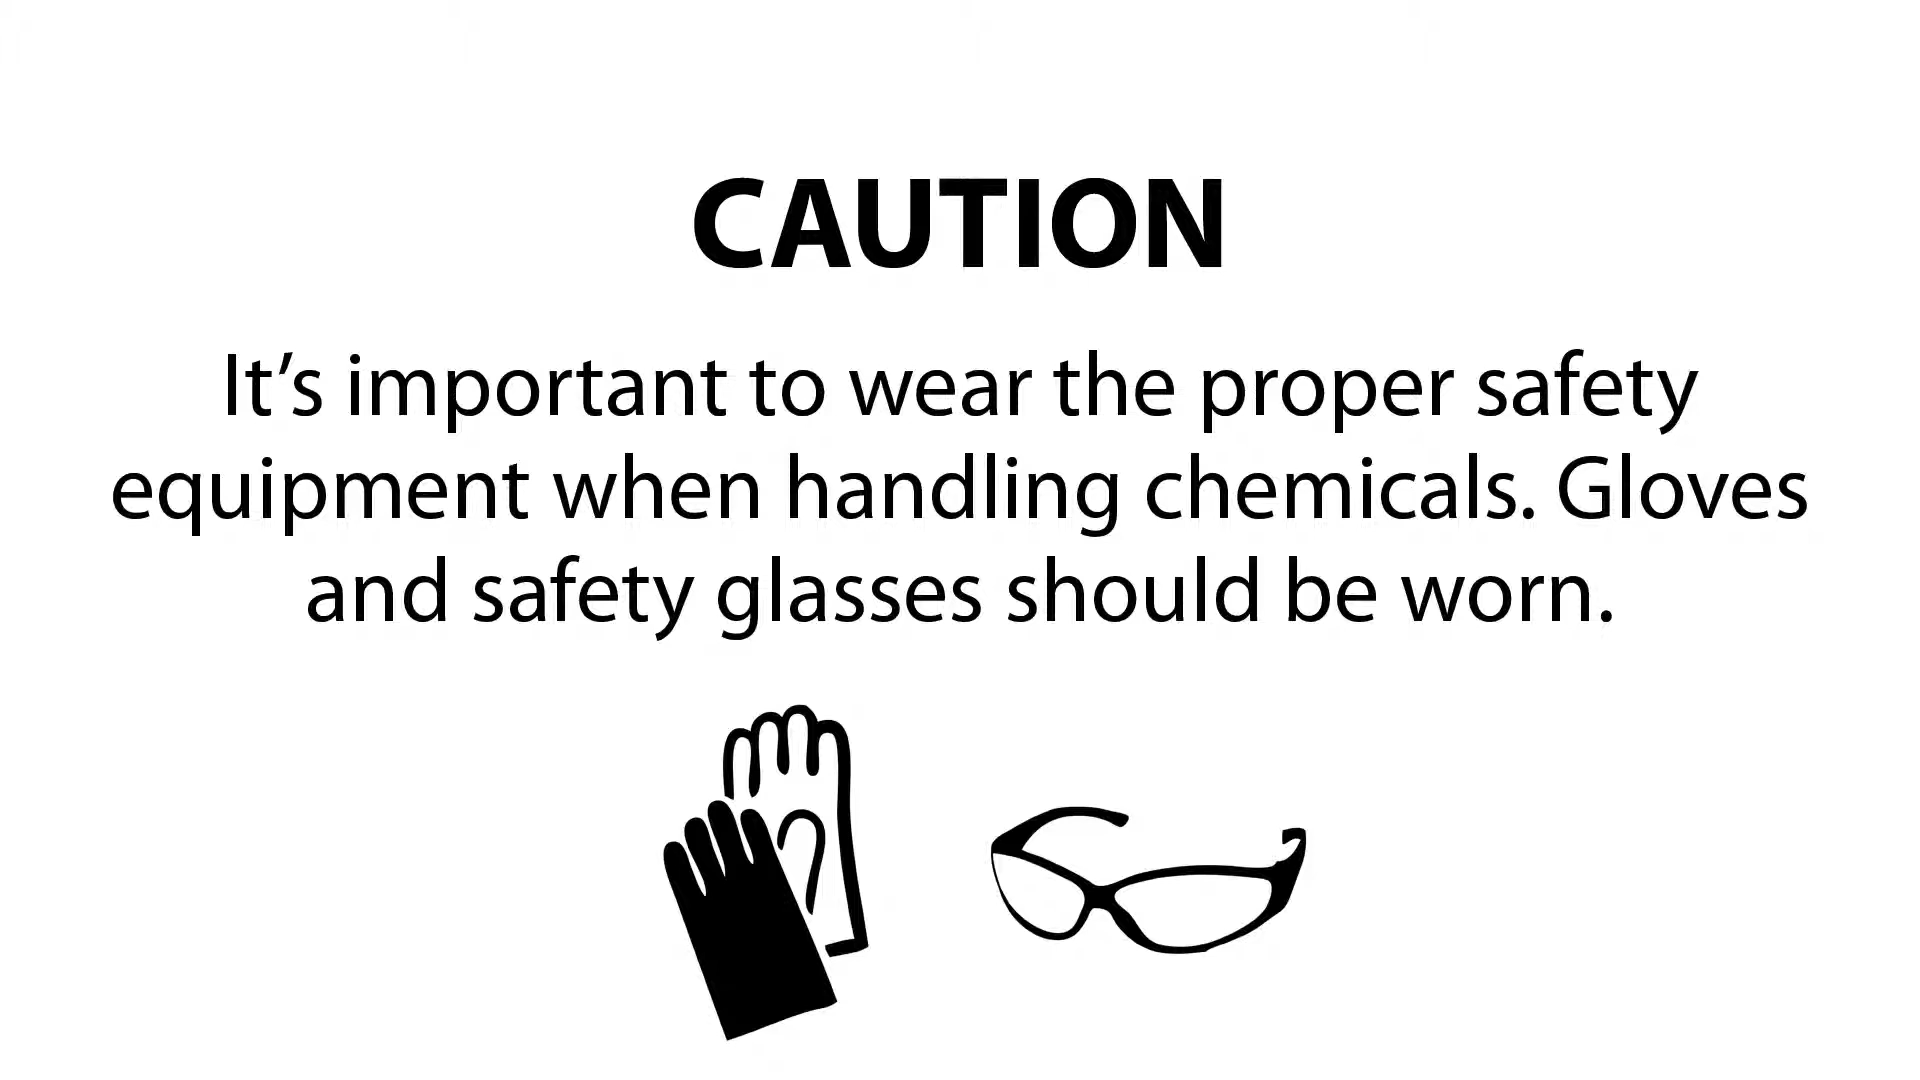 CAUTION
It’s important to wear the proper safety
equipment when handling chemicals. Gloves
and safety glasses should be worn.